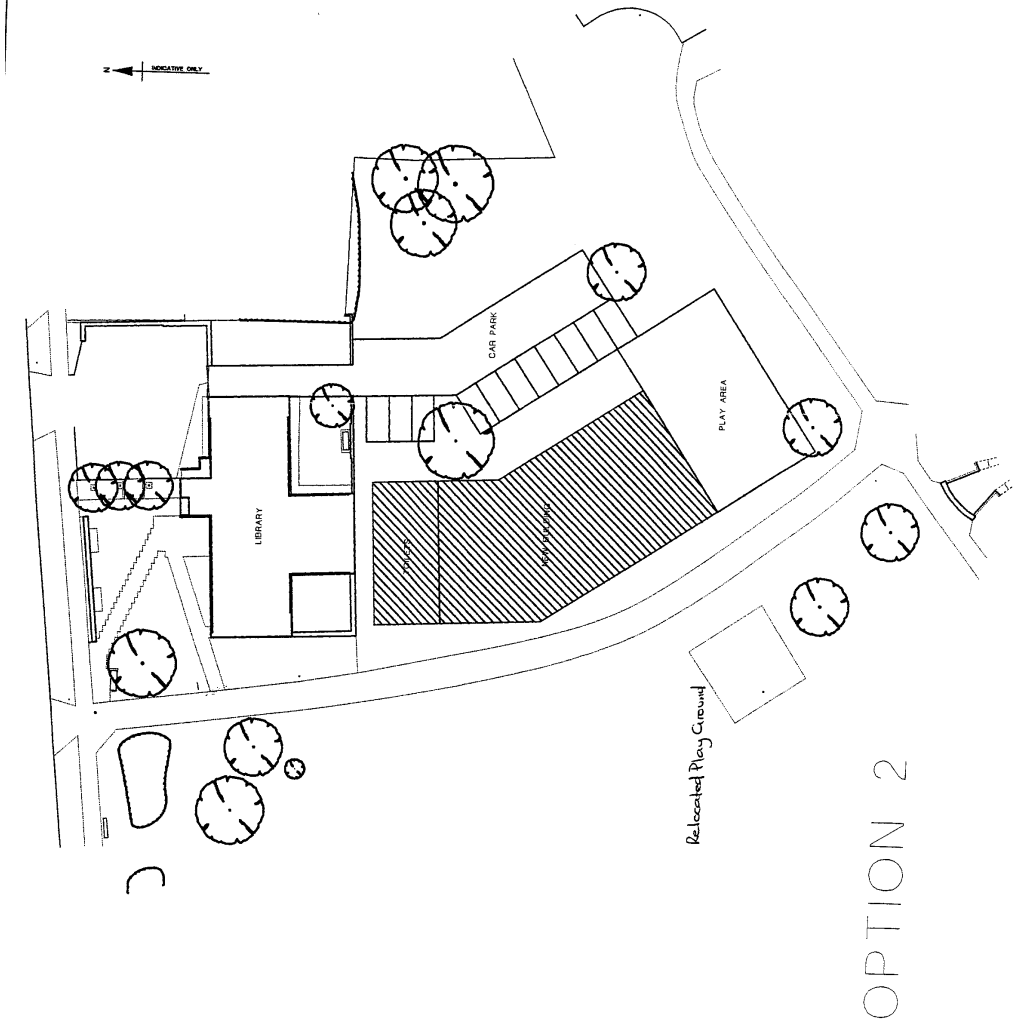 N
INDICATIVE ONLY
CAR PARK
PLAY AREA
LIBRARY
TOILETS
NEW BUILDING
Relocated Play Ground
OPTION 2